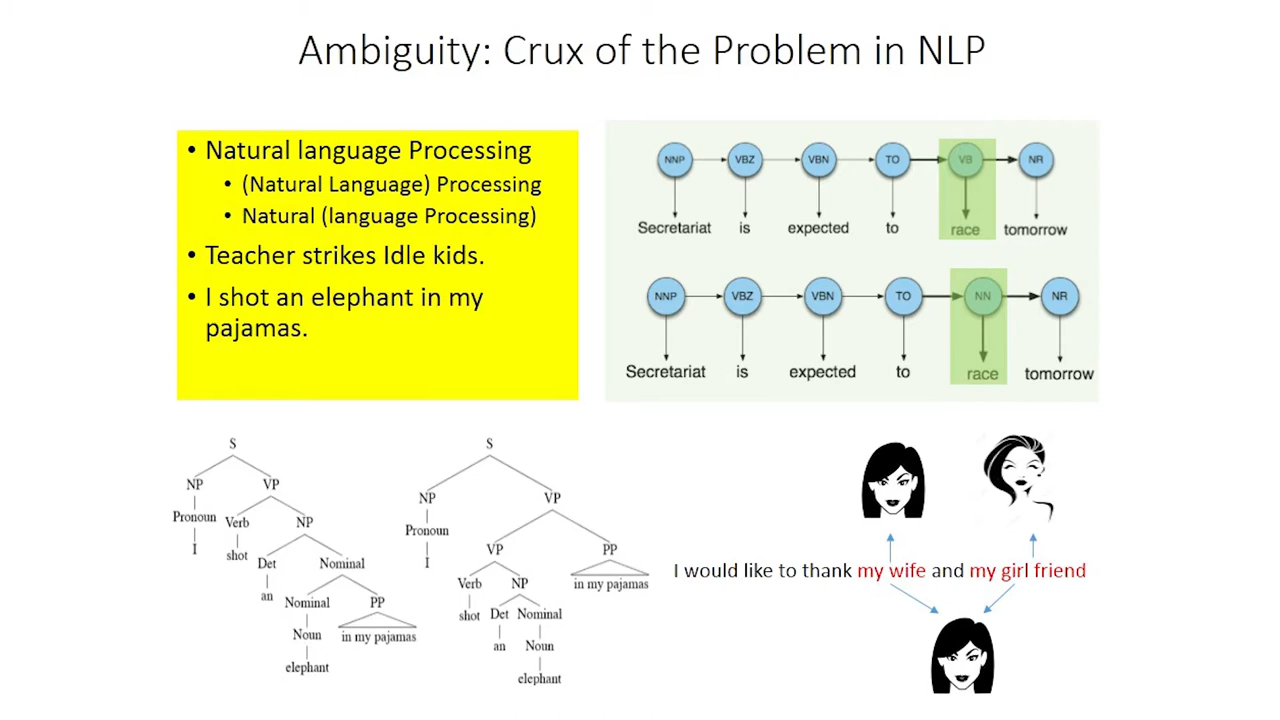 Ambiguity: Crux of the Problem in NLP
• Natural language Processing
• (Natural Language) Processing
• Natural (language Processing)
• Teacher strikes Idle kids.
• I shot an elephant in my
pajamas.
NNP VBZ VBN TO VB NR
Secretariat is expected to race tomorrow
NNP VBZ VBN TO NN NR
Secretariat is expected to race tomorrow
S
NP VP
Pronoun Verb NP
I shot Det Nominal
an Nominal PP
Noun in my pajamas
elephant
S
NP VP
Pronoun VP PP
I Verb NP in my pajamas
shot Det Nominal
an Noun
elephant
I would like to thank my wife and my girl friend